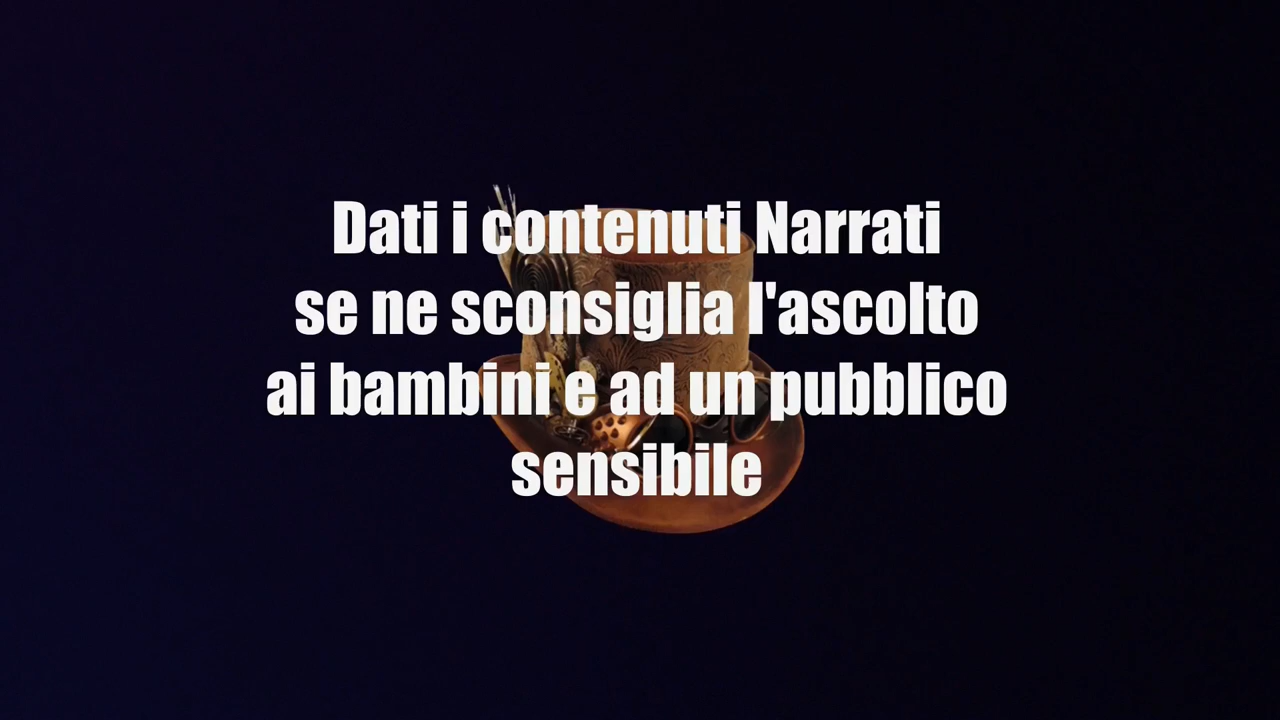 Dati i contenuti Narrati
se ne sconsiglia l'ascolto
ai bambini e ad un pubblico
sensibile